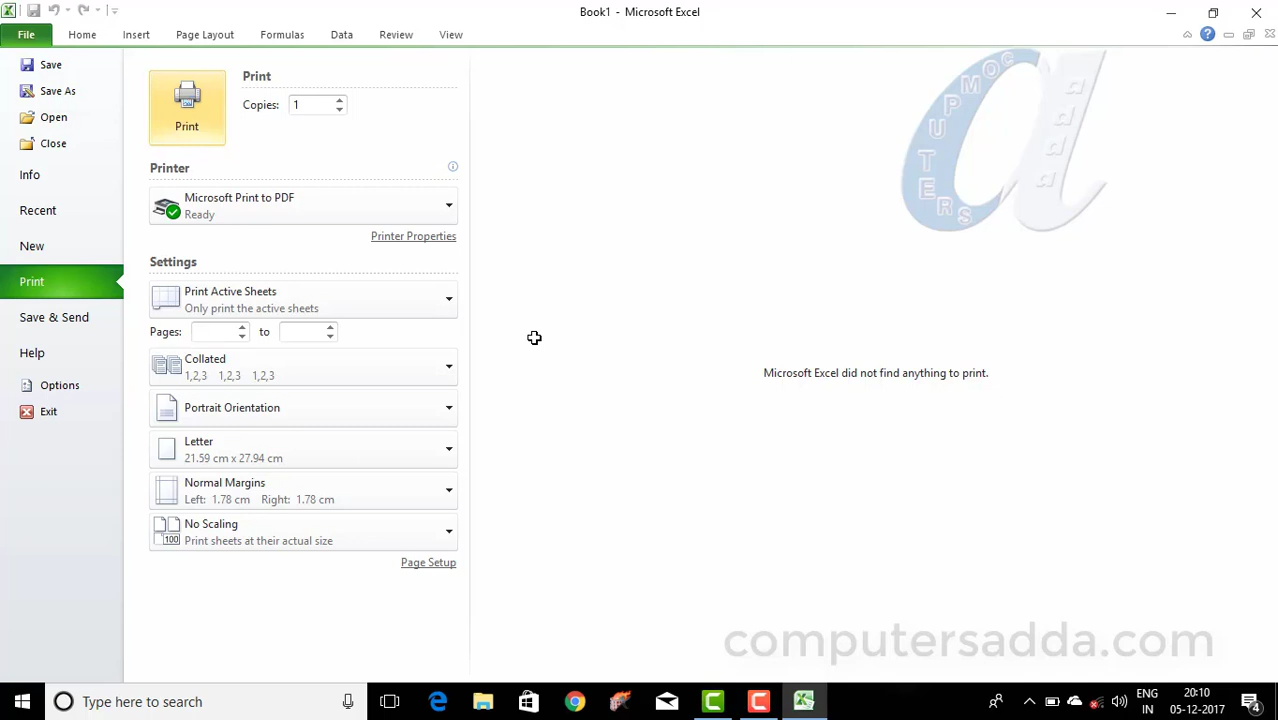 Book1 - Microsoft Excel
File Home Insert Page Layout Formulas Data Review View
Save
Save As
Open
Close
Info
Recent
New
Print
Save & Send
Help
Options
Exit
Print
Print
Copies: 1
Printer
Microsoft Print to PDF
Ready
Printer Properties
Settings
Print Active Sheets
Only print the active sheets
Pages: to
Collated
1,2,3 1,2,3 1,2,3
Portrait Orientation
Letter
21.59 cm x 27.94 cm
Normal Margins
Left: 1.78 cm Right: 1.78 cm
No Scaling
100
Print sheets at their actual size
Page Setup
COMPUTERS
adda
Microsoft Excel did not find anything to print.
computersadda.com
Type here to search
ENG
IN
20:10
05-12-2017
4